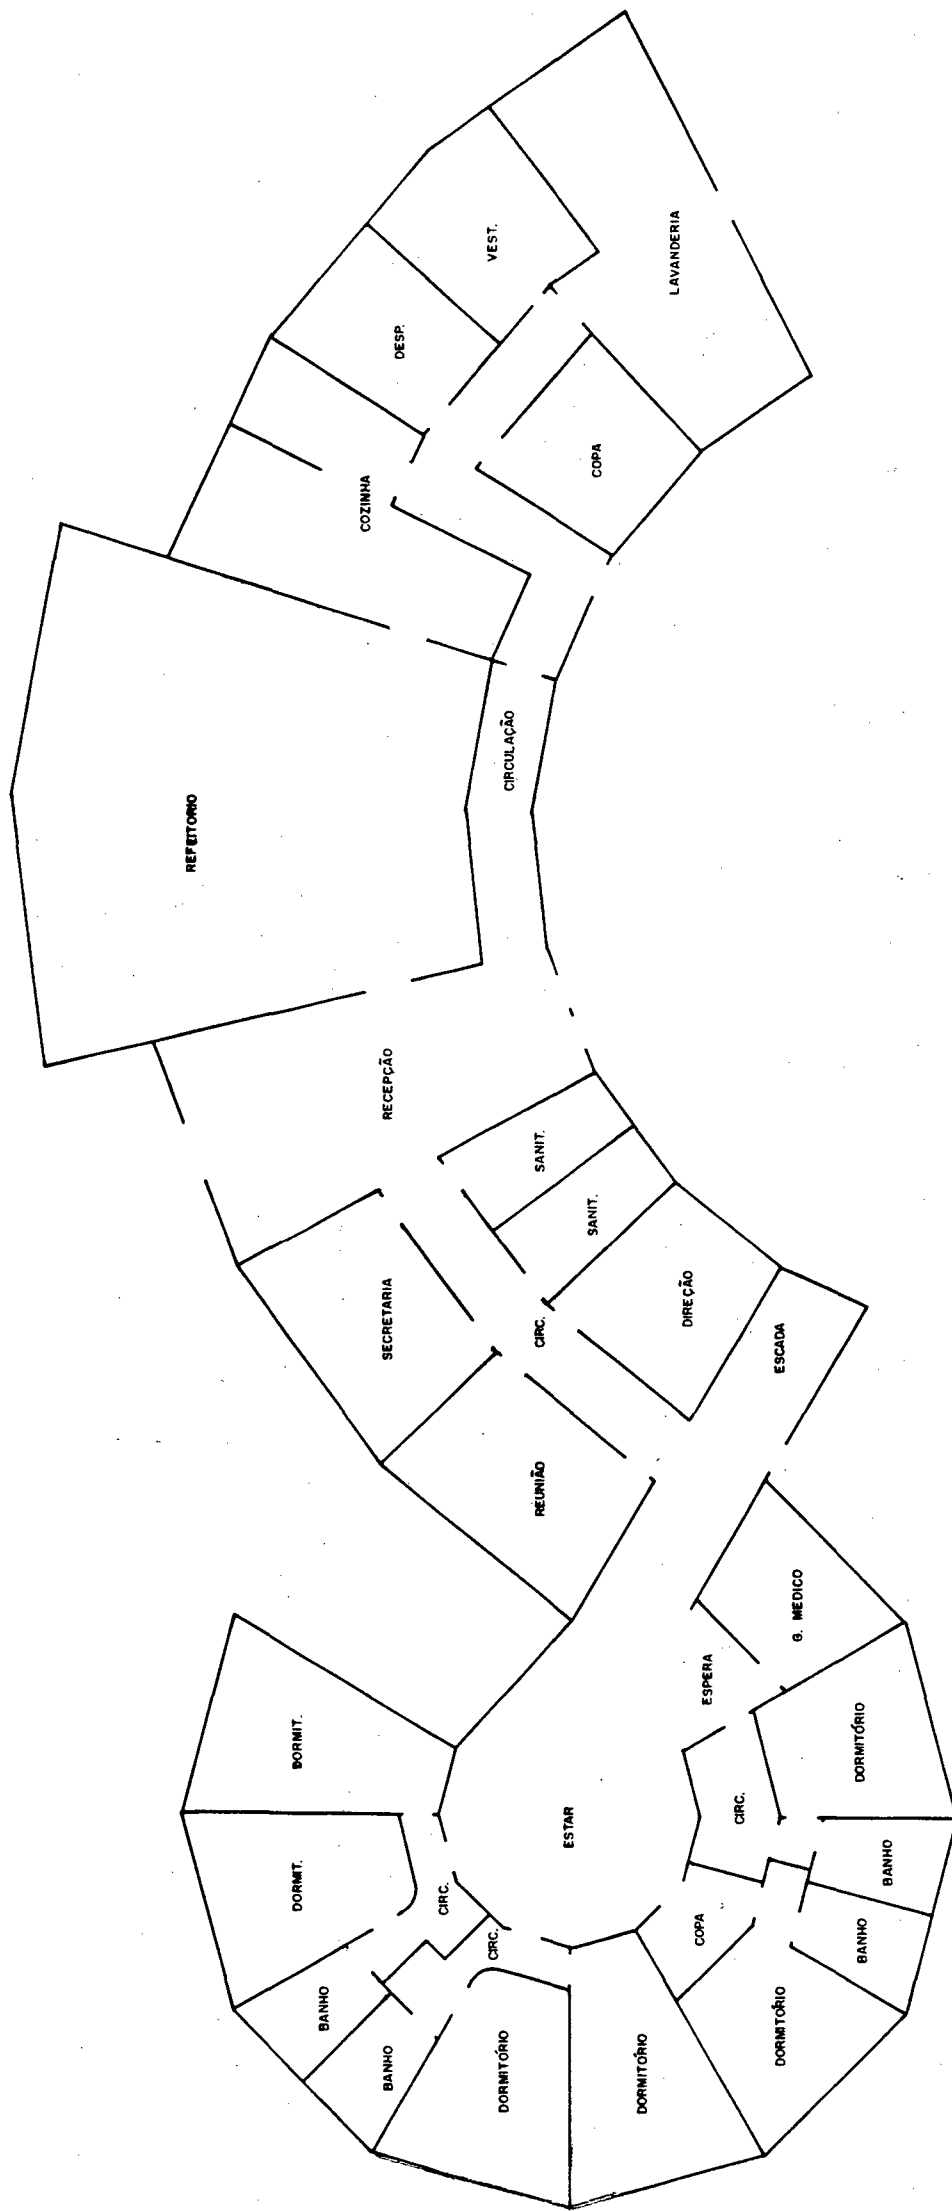 LAVANDERIA
VEST.
DESP.
COPA
COZINHA
CIRCULAÇÃO
REFEITORIO
RECEPÇÃO
SANIT.
SANIT.
SECRETARIA
CIRC.
DIREÇÃO
ESCADA
REUNIÃO
G. MEDICO
ESPERA
DORMIT.
DORMITÓRIO
ESTAR
CIRC.
DORMIT.
CIRC.
BANHO
COPA
CIRC.
BANHO
BANHO
BANHO
DORMITÓRIO
DORMITÓRIO
DORMITÓRIO